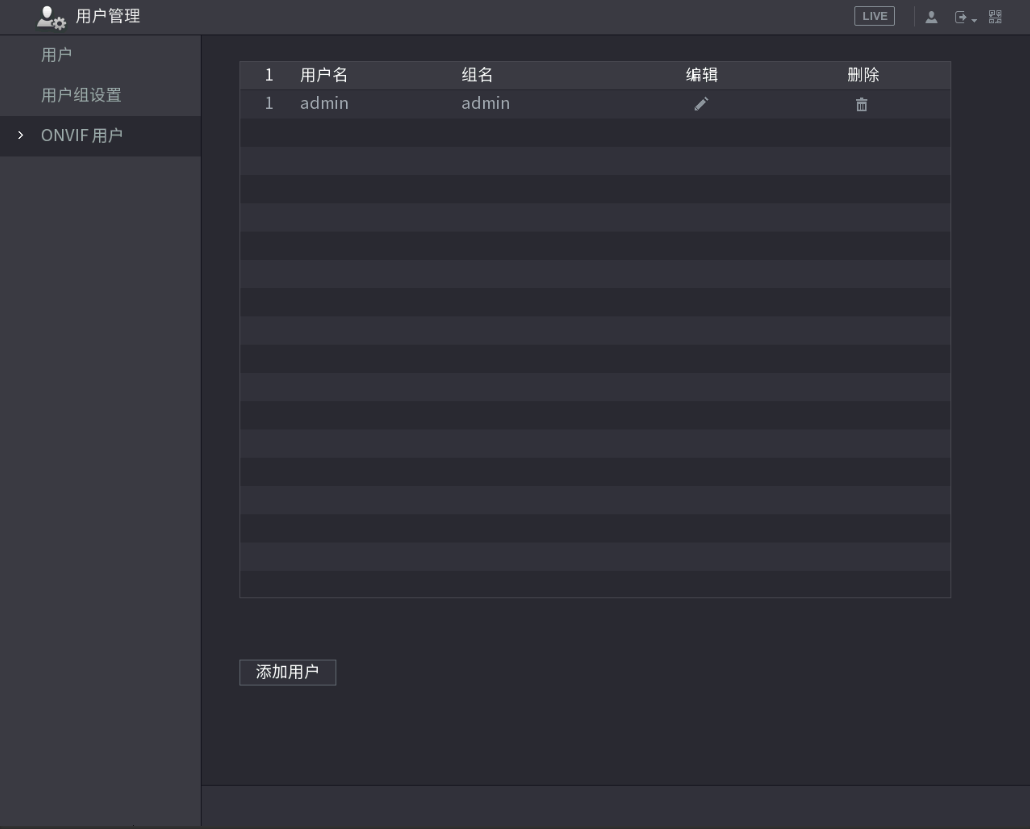 用户管理
LIVE
用户
用户组设置
ONVIF 用户
1 用户名 组名 编辑 删除
1 admin admin
添加用户